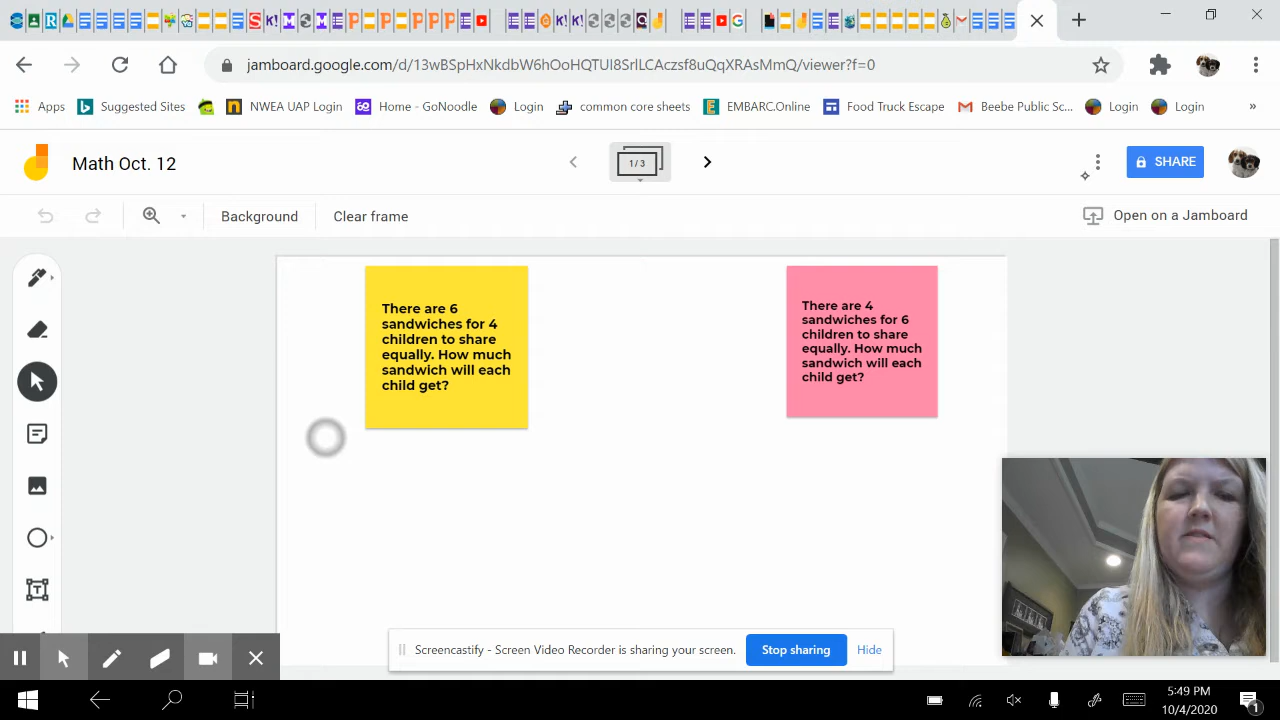 jamboard.google.com/d/13wBSpHxNkdbW6hOoHQTUI8SrlLCAczsf8uQqXRAsMmQ/viewer?f=0
Apps Suggested Sites NWEA UAP Login Home - GoNoodle Login common core sheets EMBARC.Online Food Truck Escape Beebe Public Sc... Login Login »
Math Oct. 12
1 / 3
SHARE
Background
Clear frame
Open on a Jamboard
There are 6
sandwiches for 4
children to share
equally. How much
sandwich will each
child get?
There are 4
sandwiches for 6
children to share
equally. How much
sandwich will each
child get?
Screencastify - Screen Video Recorder is sharing your screen.
Stop sharing
Hide
5:49 PM
10/4/2020